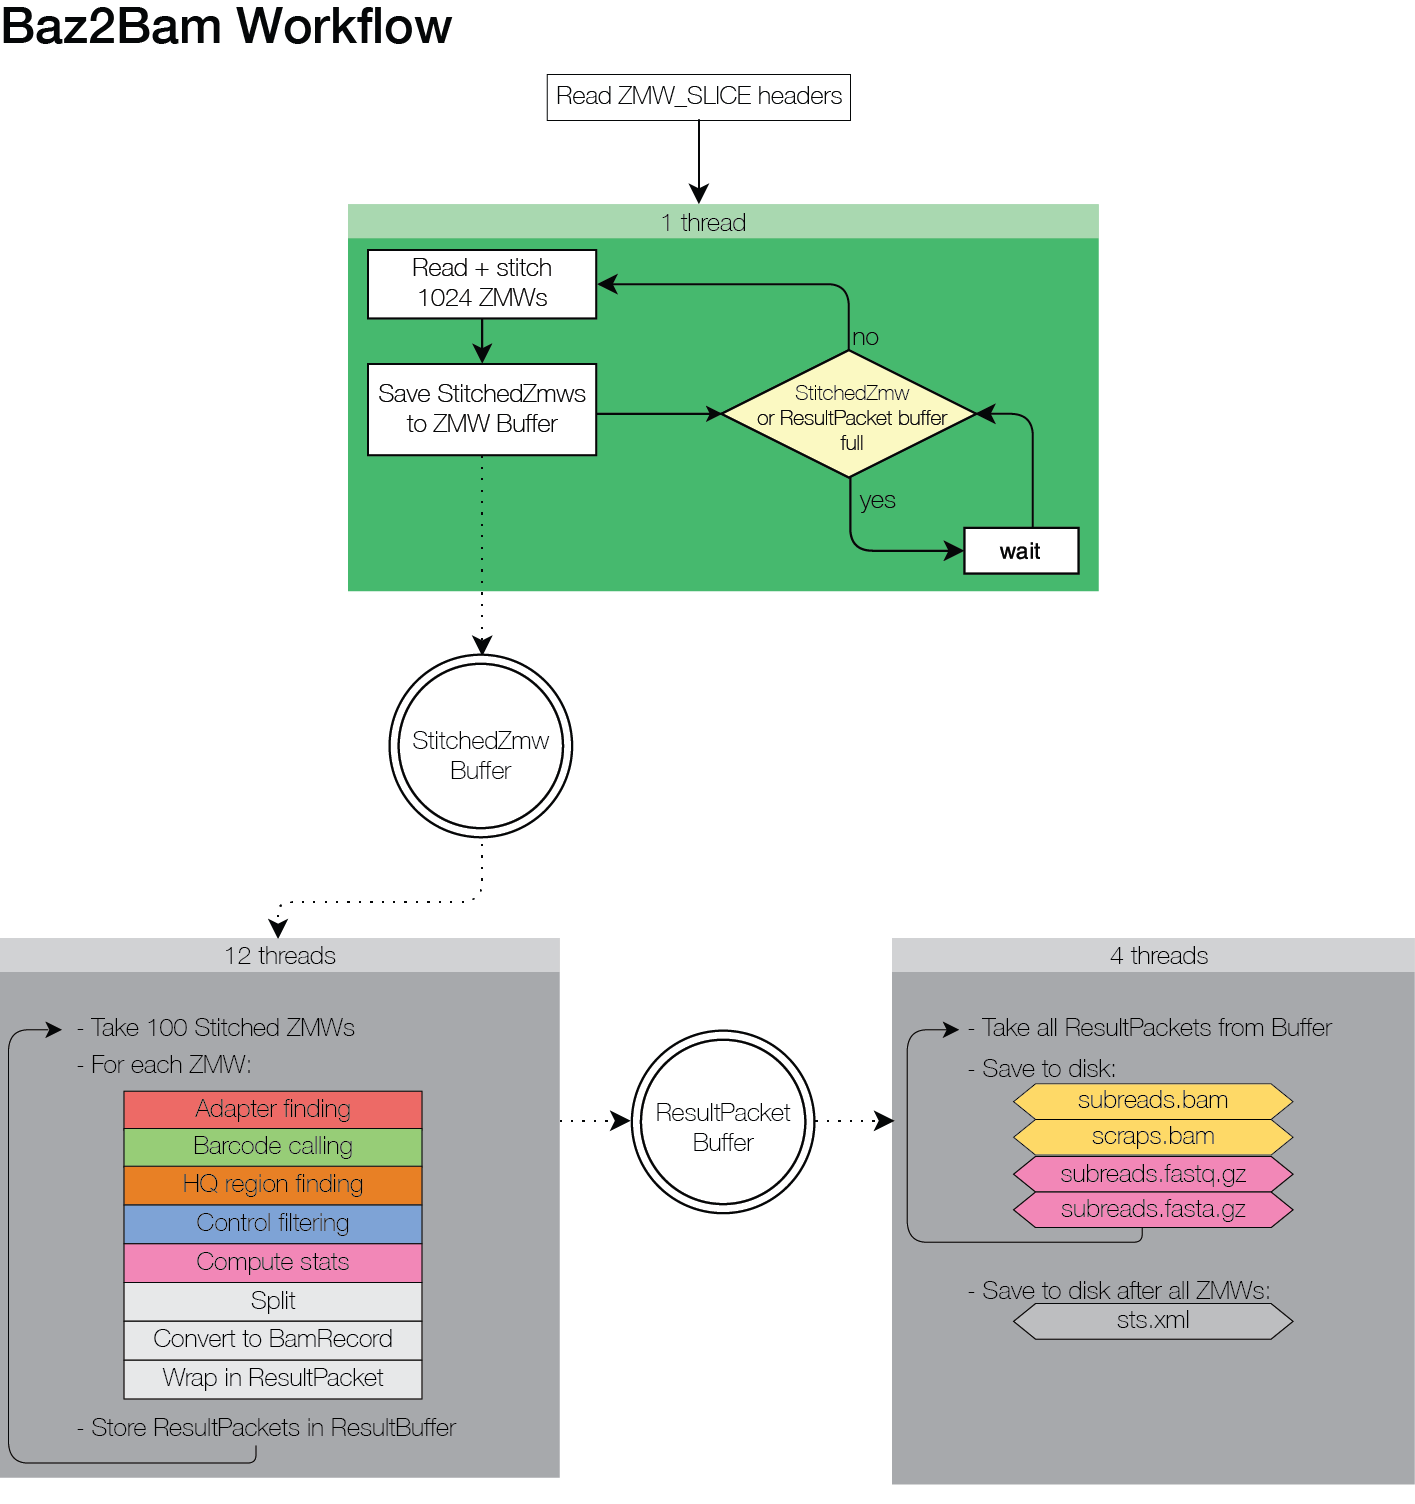 Baz2Bam Workflow
Read ZMW_SLICE headers
1 thread
Read + stitch
1024 ZMWs
no
Save StitchedZmws
to ZMW Buffer
StitchedZmw
or ResultPacket buffer
full
yes
wait
StitchedZmw
Buffer
12 threads
- Take 100 Stitched ZMWs
- For each ZMW:
Adapter finding
Barcode calling
HQ region finding
Control filtering
Compute stats
Split
Convert to BamRecord
Wrap in ResultPacket
- Store ResultPackets in ResultBuffer
ResultPacket
Buffer
4 threads
- Take all ResultPackets from Buffer
- Save to disk:
subreads.bam
scraps.bam
subreads.fastq.gz
subreads.fasta.gz
- Save to disk after all ZMWs:
sts.xml